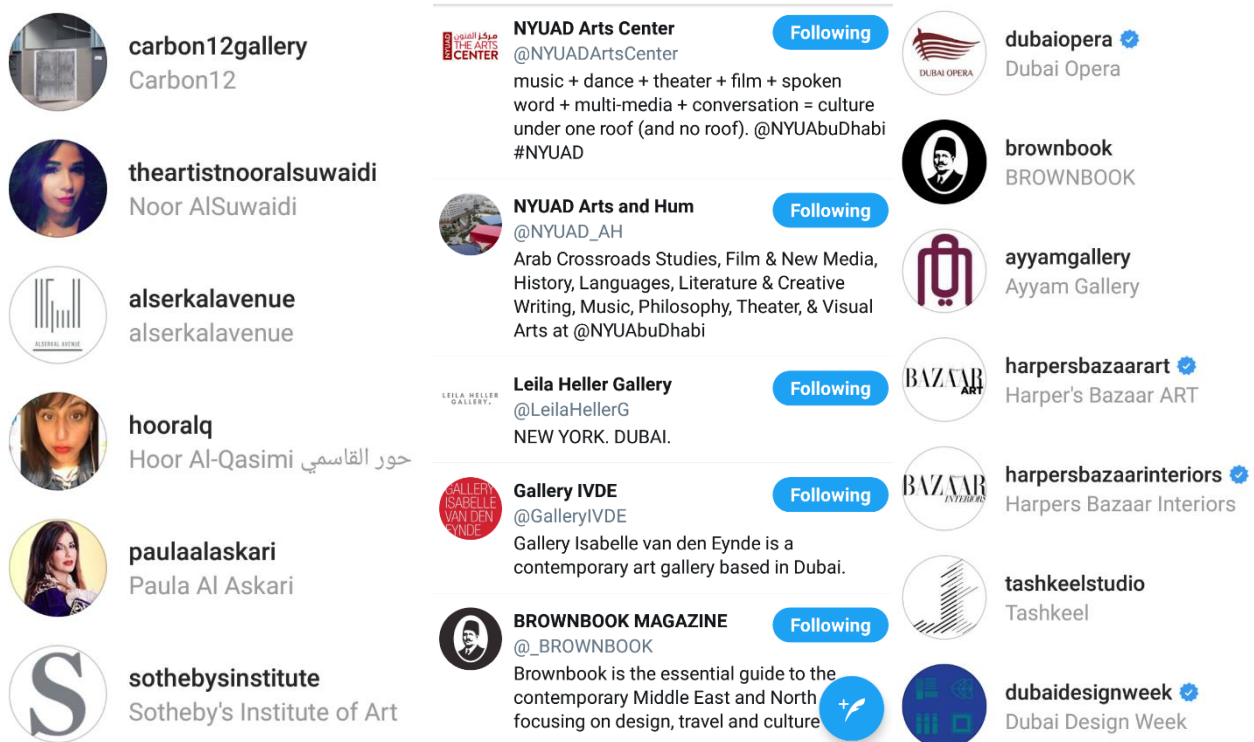 carbon12gallery
Carbon12
theartistnooralsuwaidi
Noor AlSuwaidi
ALSERKAL AVENUE
alserkalavenue
alserkalavenue
hooralq
Hoor Al-Qasimi حور القاسمي
paulaalaskari
Paula Al Askari
S
sothebysinstitute
Sotheby's Institute of Art
NYUAD
مركز الفنون
THE ARTS
CENTER
NYUAD Arts Center
Following
@NYUADArtsCenter
music + dance + theater + film + spoken
word + multi-media + conversation = culture
under one roof (and no roof). @NYUAbuDhabi
#NYUAD
NYUAD Arts and Hum
Following
@NYUAD_AH
Arab Crossroads Studies, Film & New Media,
History, Languages, Literature & Creative
Writing, Music, Philosophy, Theater, & Visual
Arts at @NYUAbuDhabi
LEILA HELLER
GALLERY.
Leila Heller Gallery
Following
@LeilaHellerG
NEW YORK. DUBAI.
GALLERY
ISABELLE
VAN DEN
EYNDE
Gallery IVDE
Following
@GalleryIVDE
Gallery Isabelle van den Eynde is a
contemporary art gallery based in Dubai.
BROWNBOOK MAGAZINE
Following
@_BROWNBOOK
Brownbook is the essential guide to the
contemporary Middle East and North
focusing on design, travel and culture
DUBAI OPERA
dubaiopera
Dubai Opera
brownbook
BROWNBOOK
ayyamgallery
Ayyam Gallery
BAZAAR
ART
harpersbazaarart
Harper's Bazaar ART
BAZAAR
INTERIORS
harpersbazaarinteriors
Harpers Bazaar Interiors
tashkeelstudio
Tashkeel
dubaidesignweek
Dubai Design Week